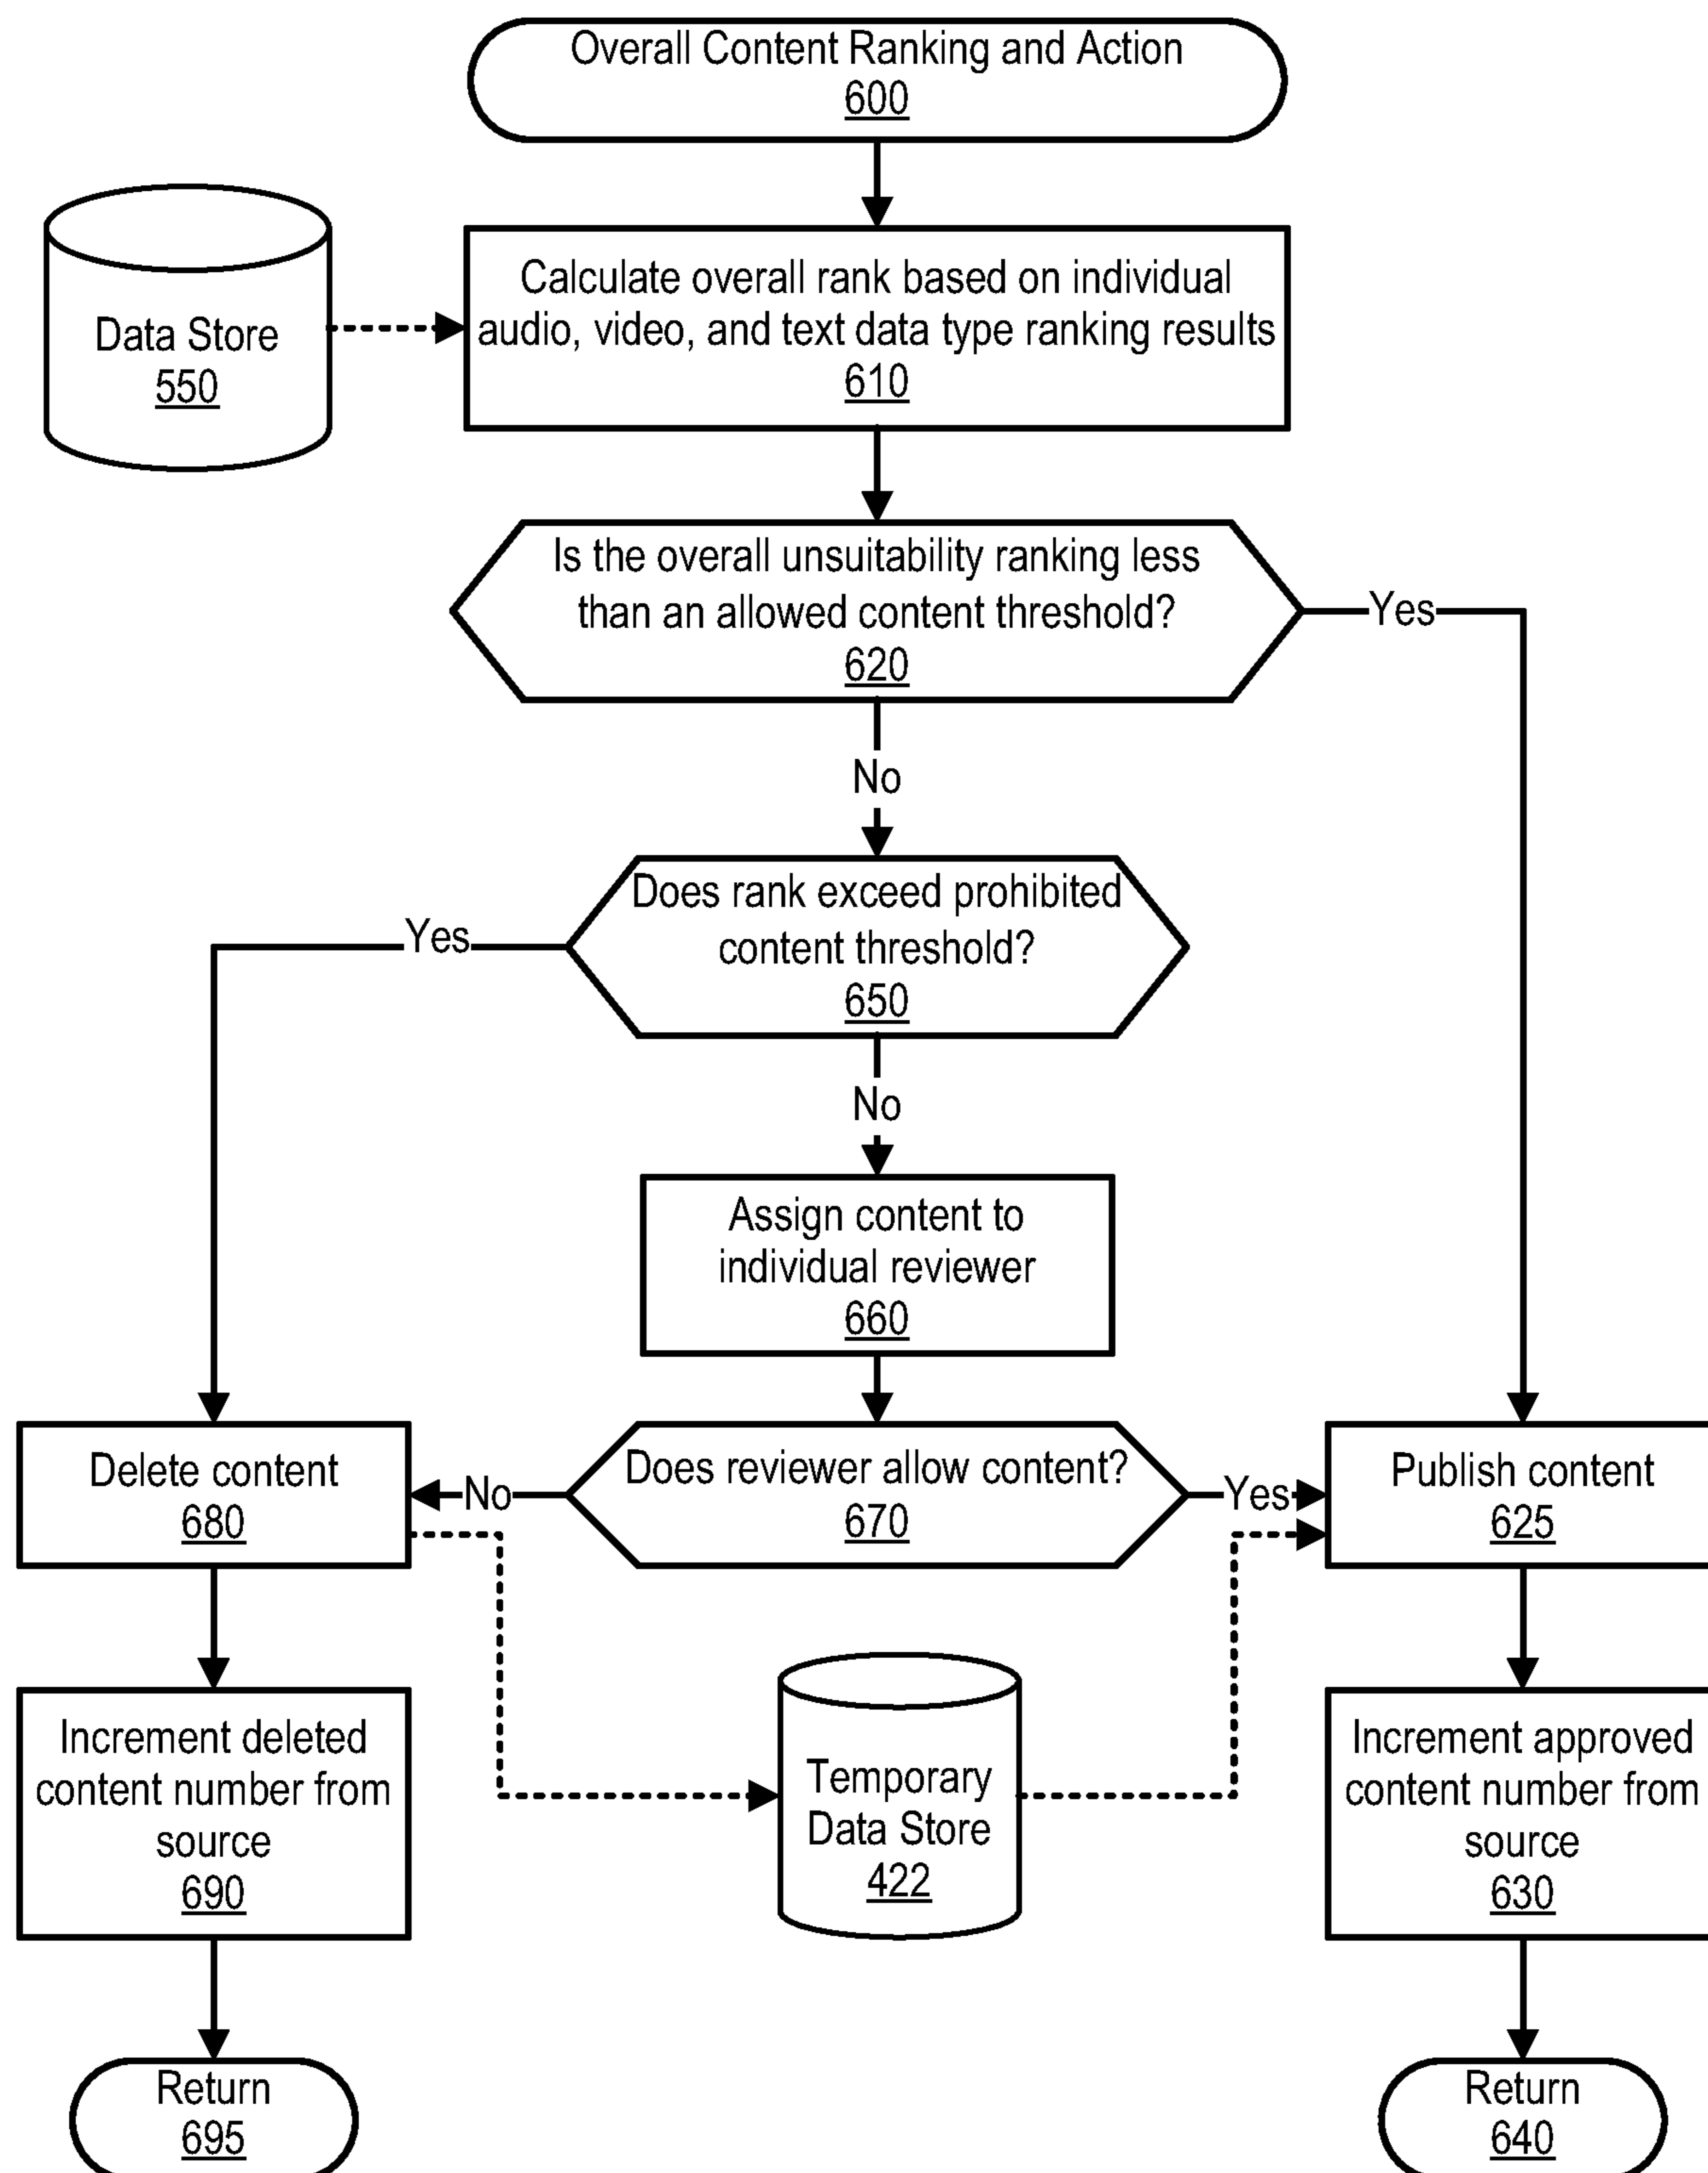 Overall Content Ranking and Action
600
Data Store
550
Calculate overall rank based on individual
audio, video, and text data type ranking results
610
Is the overall unsuitability ranking less
than an allowed content threshold?
620
Yes
No
Does rank exceed prohibited
content threshold?
650
Yes
No
Assign content to
individual reviewer
660
Delete content
680
No
Does reviewer allow content?
670
Yes
Publish content
625
Increment deleted
content number from
source
690
Temporary
Data Store
422
Increment approved
content number from
source
630
Return
695
Return
640